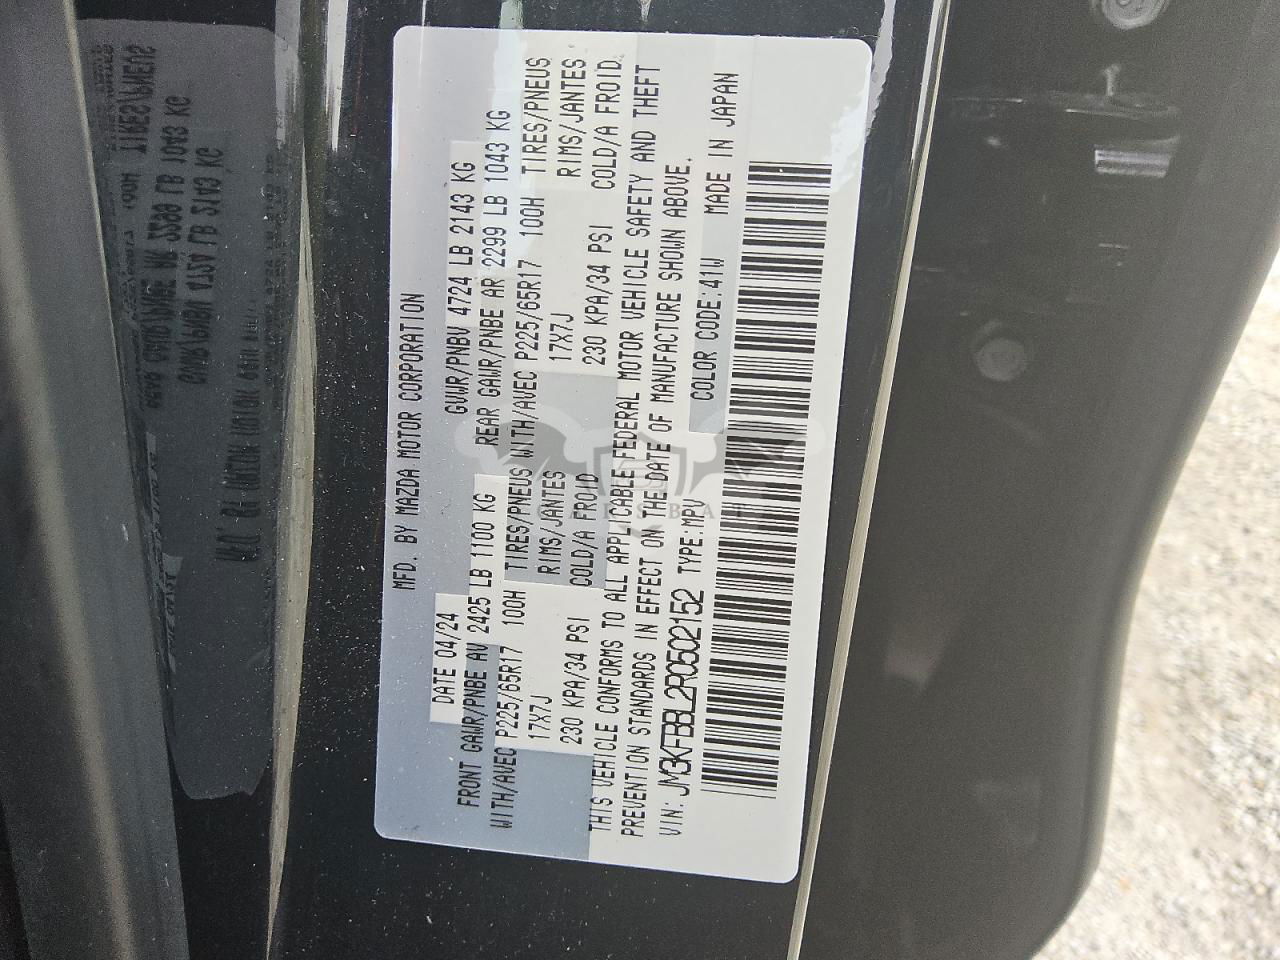 MFD. BY MAZDA MOTOR CORPORATION
DATE 04/24 GVWR/PNBV 4724 LB 2143 KG
FRONT GAWR/PNBE AV 2425 LB 1100 KG REAR GAWR/PNBE AR 2299 LB 1043 KG
WITH/AVEC P225/65R17 100H TIRES/PNEUS WITH/AVEC P225/65R17 100H TIRES/PNEUS
17X7J RIMS/JANTES 17X7J RIMS/JANTES
230 KPA/34 PSI COLD/A FROID 230 KPA/34 PSI COLD/A FROID
THIS VEHICLE CONFORMS TO ALL APPLICABLE FEDERAL MOTOR VEHICLE SAFETY AND THEFT
PREVENTION STANDARDS IN EFFECT ON THE DATE OF MANUFACTURE SHOWN ABOVE.
VIN: JM3KFBBL2R0502152 TYPE:MPV COLOR CODE:41W MADE IN JAPAN